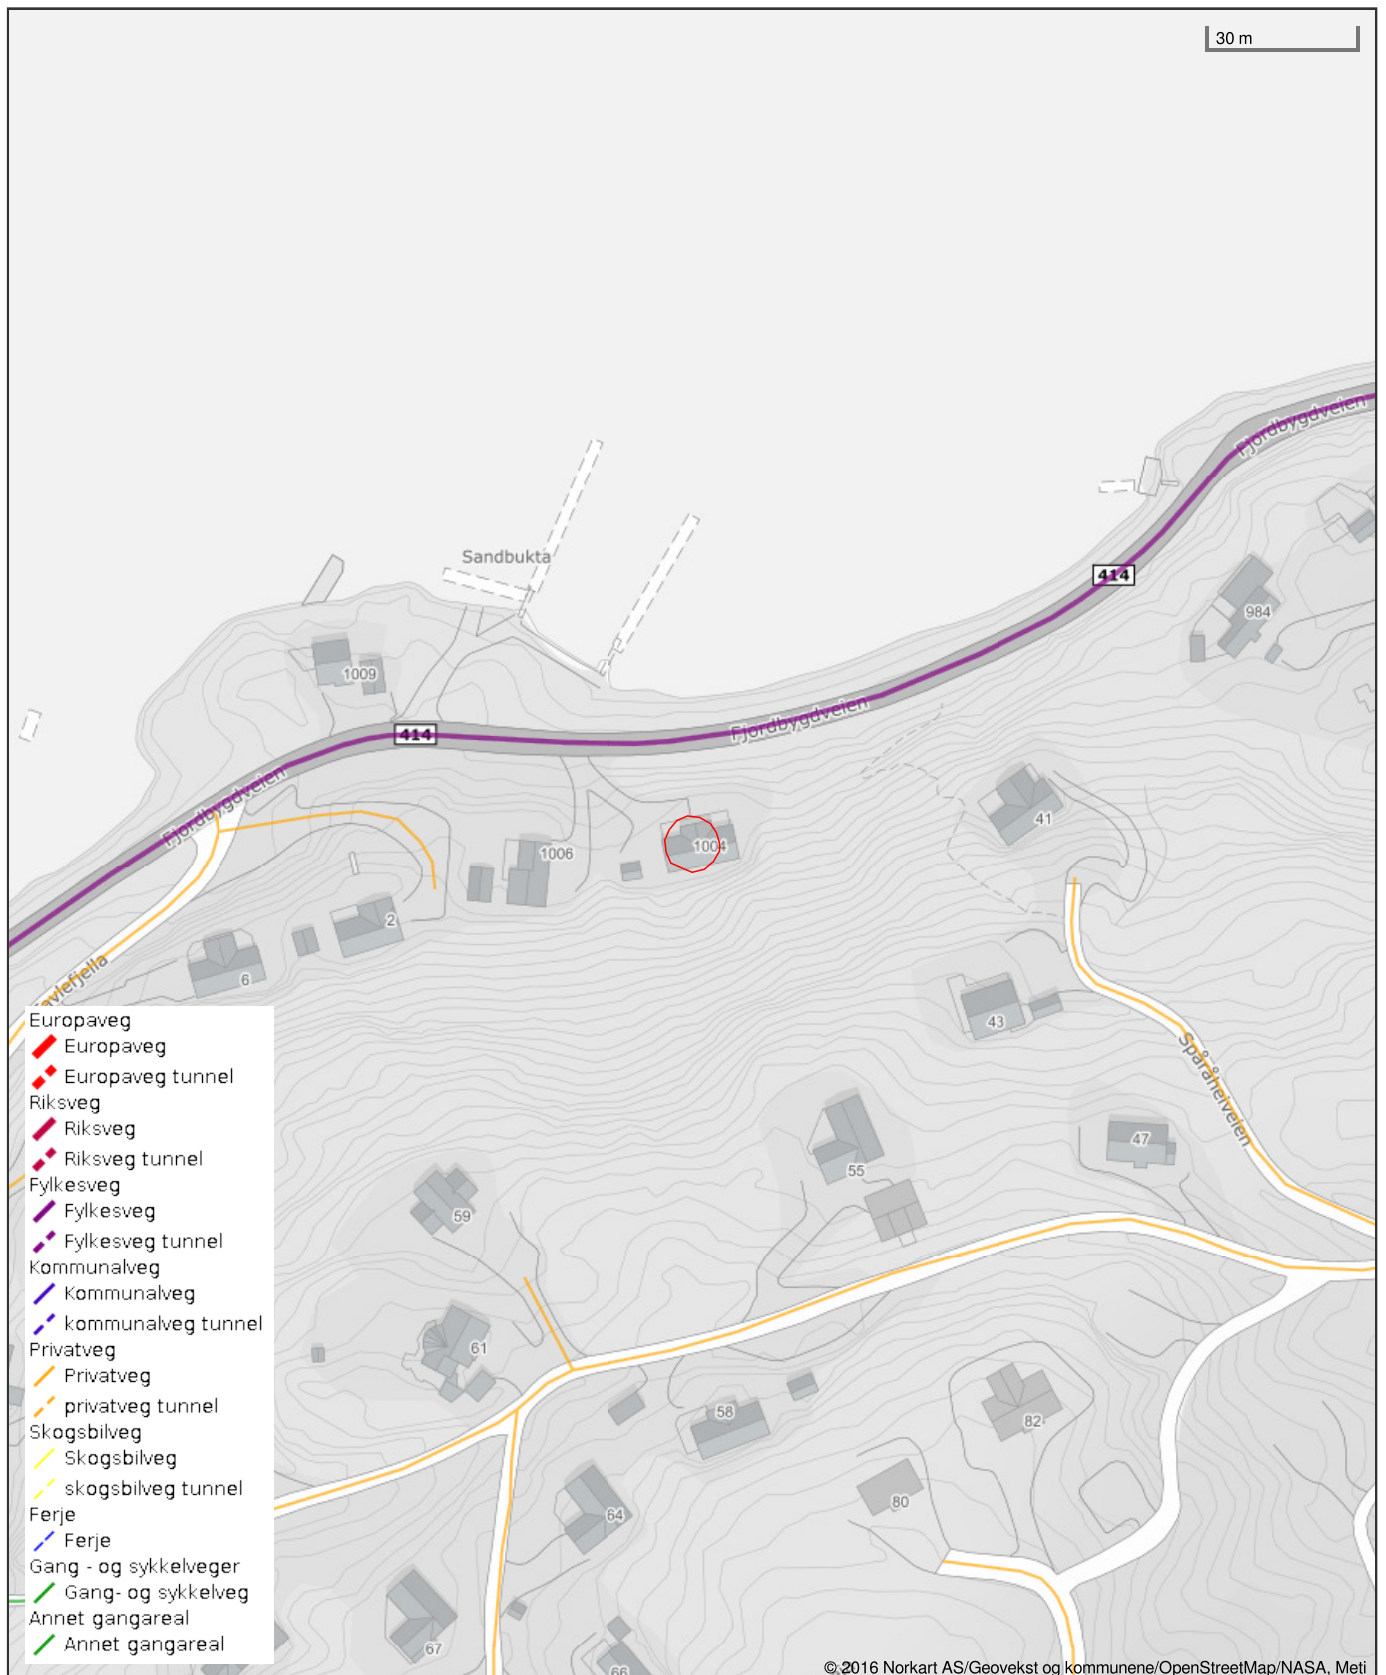 30 m
Fjordbygdveien
Sandbukta
414
984
1009
414
Fjordbygdveien
Fjordbygdveien
41
1004
1006
2
6
43
Spåråheiveien
47
55
59
61
58
82
80
64
67
66
Europaveg
Europaveg
Europaveg tunnel
Riksveg
Riksveg
Riksveg tunnel
Fylkesveg
Fylkesveg
Fylkesveg tunnel
Kommunalveg
Kommunalveg
kommunalveg tunnel
Privatveg
Privatveg
privatveg tunnel
Skogsbilveg
Skogsbilveg
skogsbilveg tunnel
Ferje
Ferje
Gang - og sykkelveger
Gang- og sykkelveg
Annet gangareal
Annet gangareal
© 2016 Norkart AS/Geovekst og kommunene/OpenStreetMap/NASA, Meti